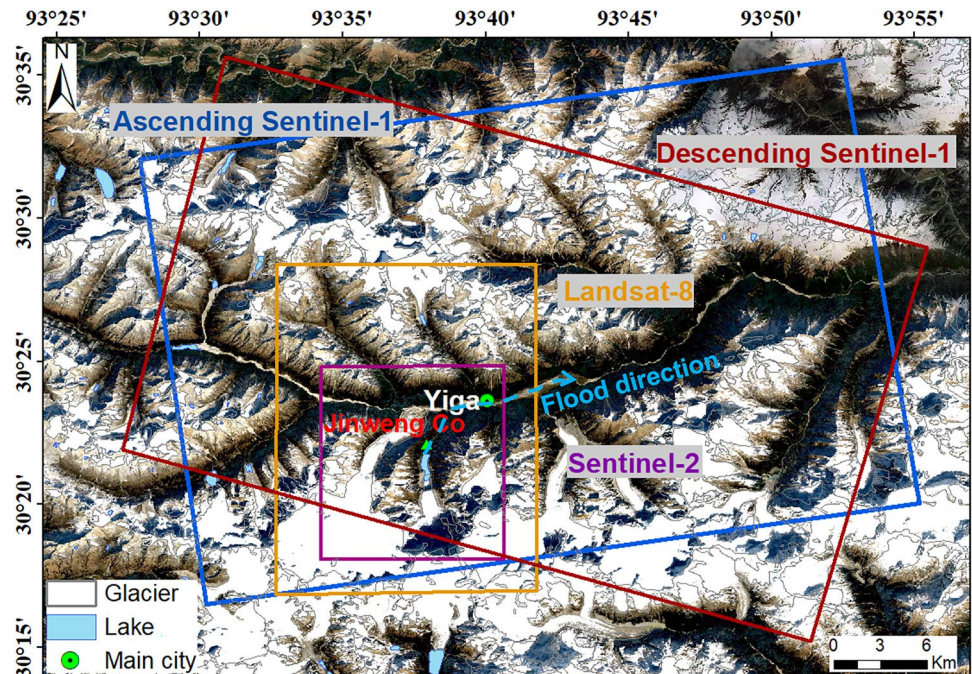 93°25' 93°30' 93°35' 93°40' 93°45' 93°50' 93°55'
N
30°35'
Ascending Sentinel-1
Descending Sentinel-1
30°30'
Landsat-8
30°25'
Flood direction
Yiga
Jinweng Co
Sentinel-2
30°20'
Glacier
Lake
Main city
30°15'
0 3 6
Km